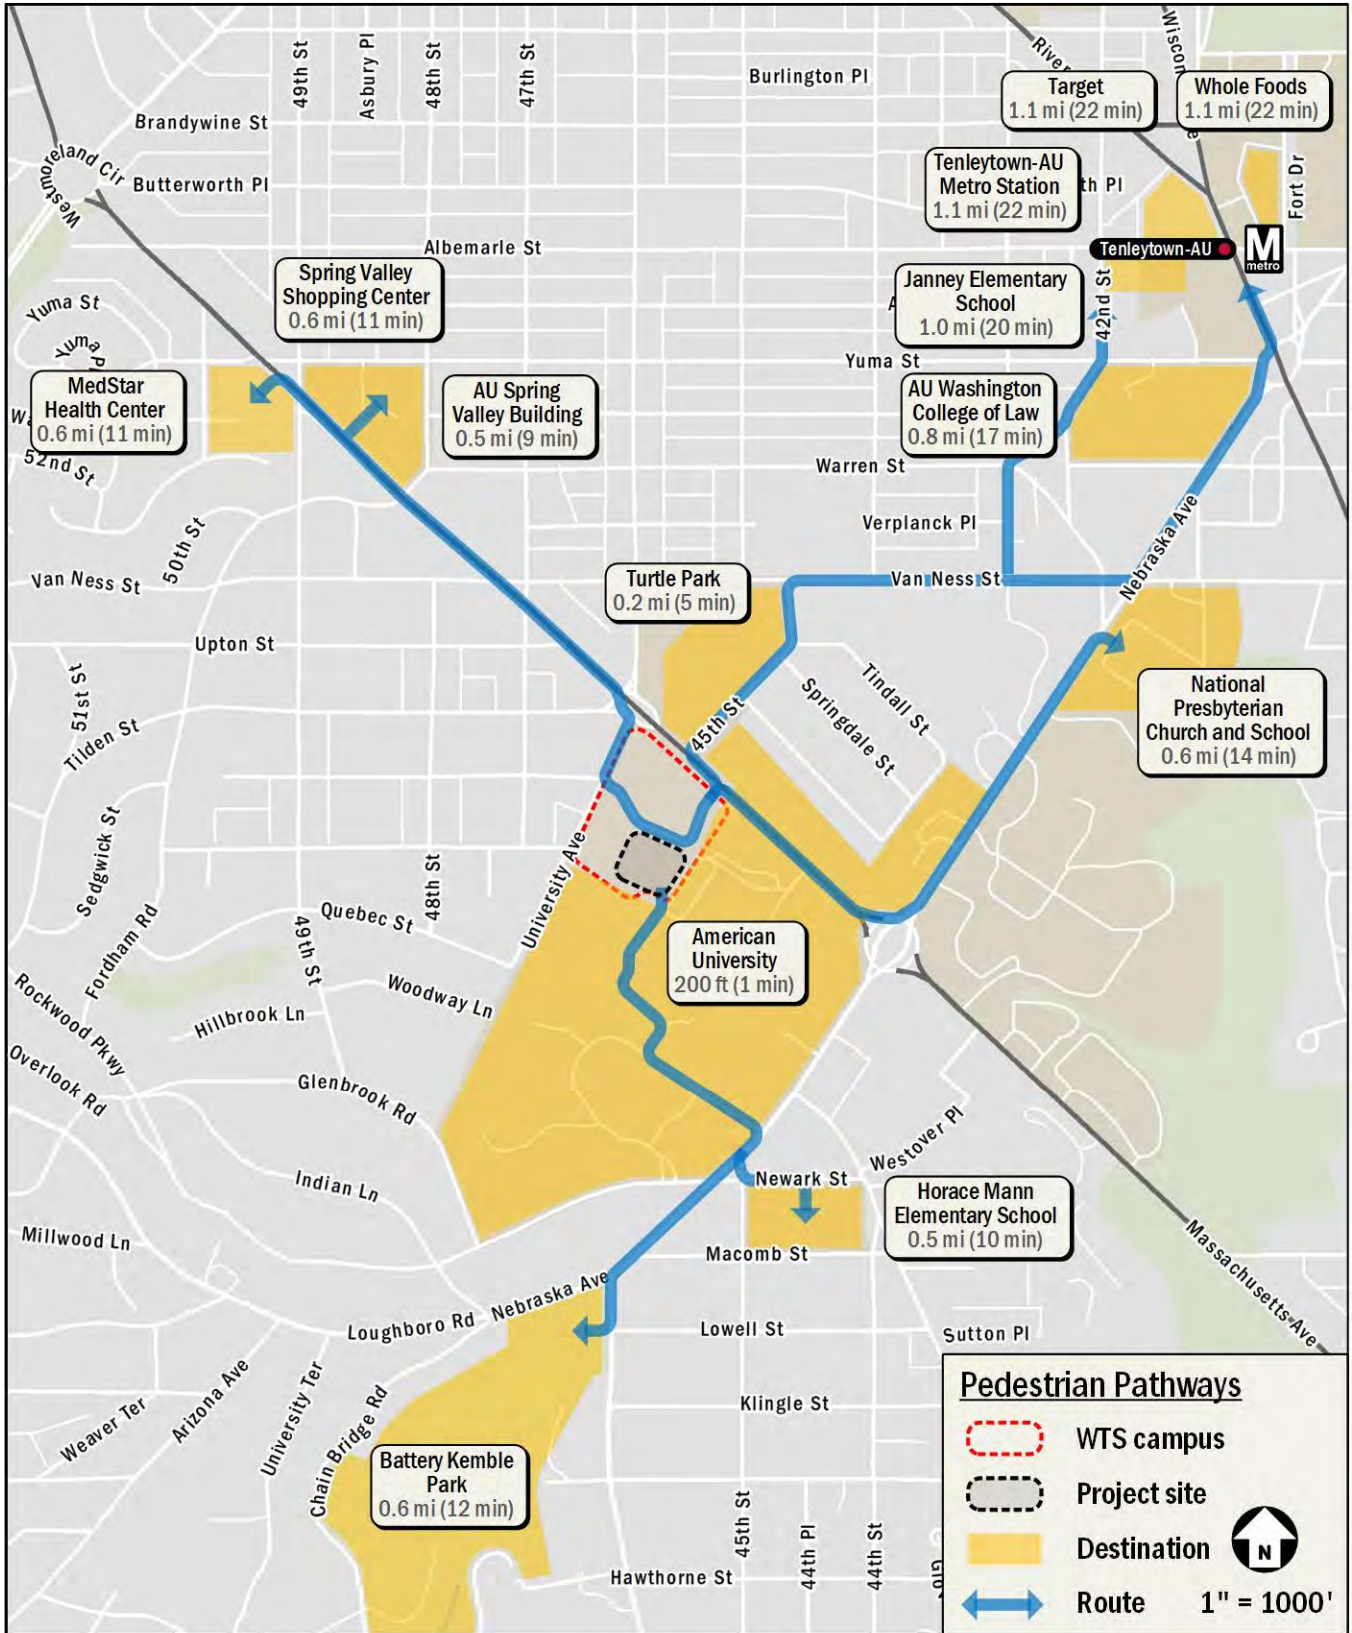 49th St
Asbury Pl
48th St
47th St
Burlington Pl
Brandywine St
Westmoreland Cir
Butterworth Pl
Albemarle St
Target
1.1 mi (22 min)
Whole Foods
1.1 mi (22 min)
Tenleytown-AU
Metro Station
1.1 mi (22 min)
Fort Dr
Tenleytown-AU
M
metro
Spring Valley
Shopping Center
0.6 mi (11 min)
Janney Elementary
School
1.0 mi (20 min)
42nd St
Yuma St
Yuma St
MedStar
Health Center
0.6 mi (11 min)
AU Spring
Valley Building
0.5 mi (9 min)
AU Washington
College of Law
0.8 mi (17 min)
52nd St
Warren St
50th St
Verplanck Pl
Van Ness St
Van Ness St
Nebraska Ave
Turtle Park
0.2 mi (5 min)
Upton St
51st St
Tilden St
45th St
Tindall St
Springdale St
National
Presbyterian
Church and School
0.6 mi (14 min)
Sedgwick St
University Ave
48th St
Quebec St
49th St
Fordham Rd
American
University
200 ft (1 min)
Rockwood Pkwy
Hillbrook Ln
Woodway Ln
Overlook Rd
Glenbrook Rd
Westover Pl
Indian Ln
Newark St
Horace Mann
Elementary School
0.5 mi (10 min)
Millwood Ln
Macomb St
Massachusetts Ave
Nebraska Ave
Loughboro Rd
Lowell St
Sutton Pl
Weaver Ter
Arizona Ave
University Ter
Chain Bridge Rd
Klingle St
Battery Kemble
Park
0.6 mi (12 min)
45th St
44th Pl
44th St
Hawthorne St
Pedestrian Pathways
WTS campus
Project site
Destination
N
Route
1" = 1000'